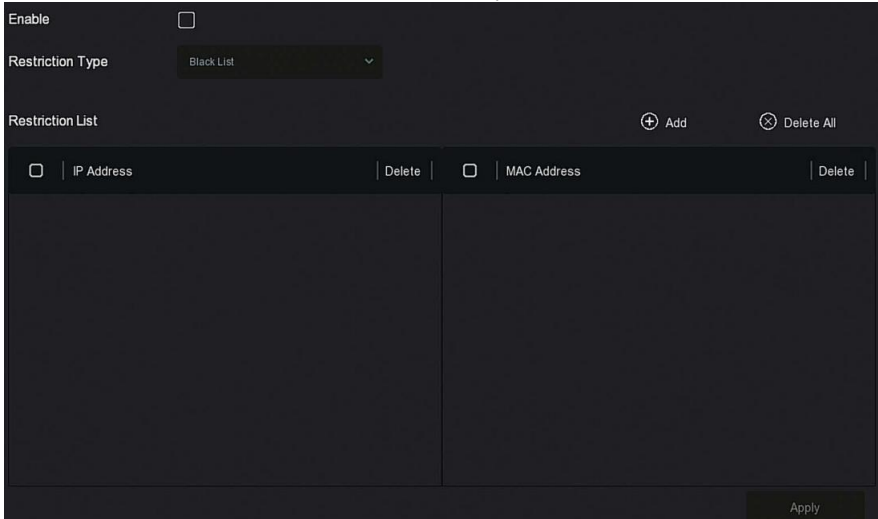 Enable
Restriction Type Black List
Restriction List Add Delete All
IP Address Delete MAC Address Delete
Apply